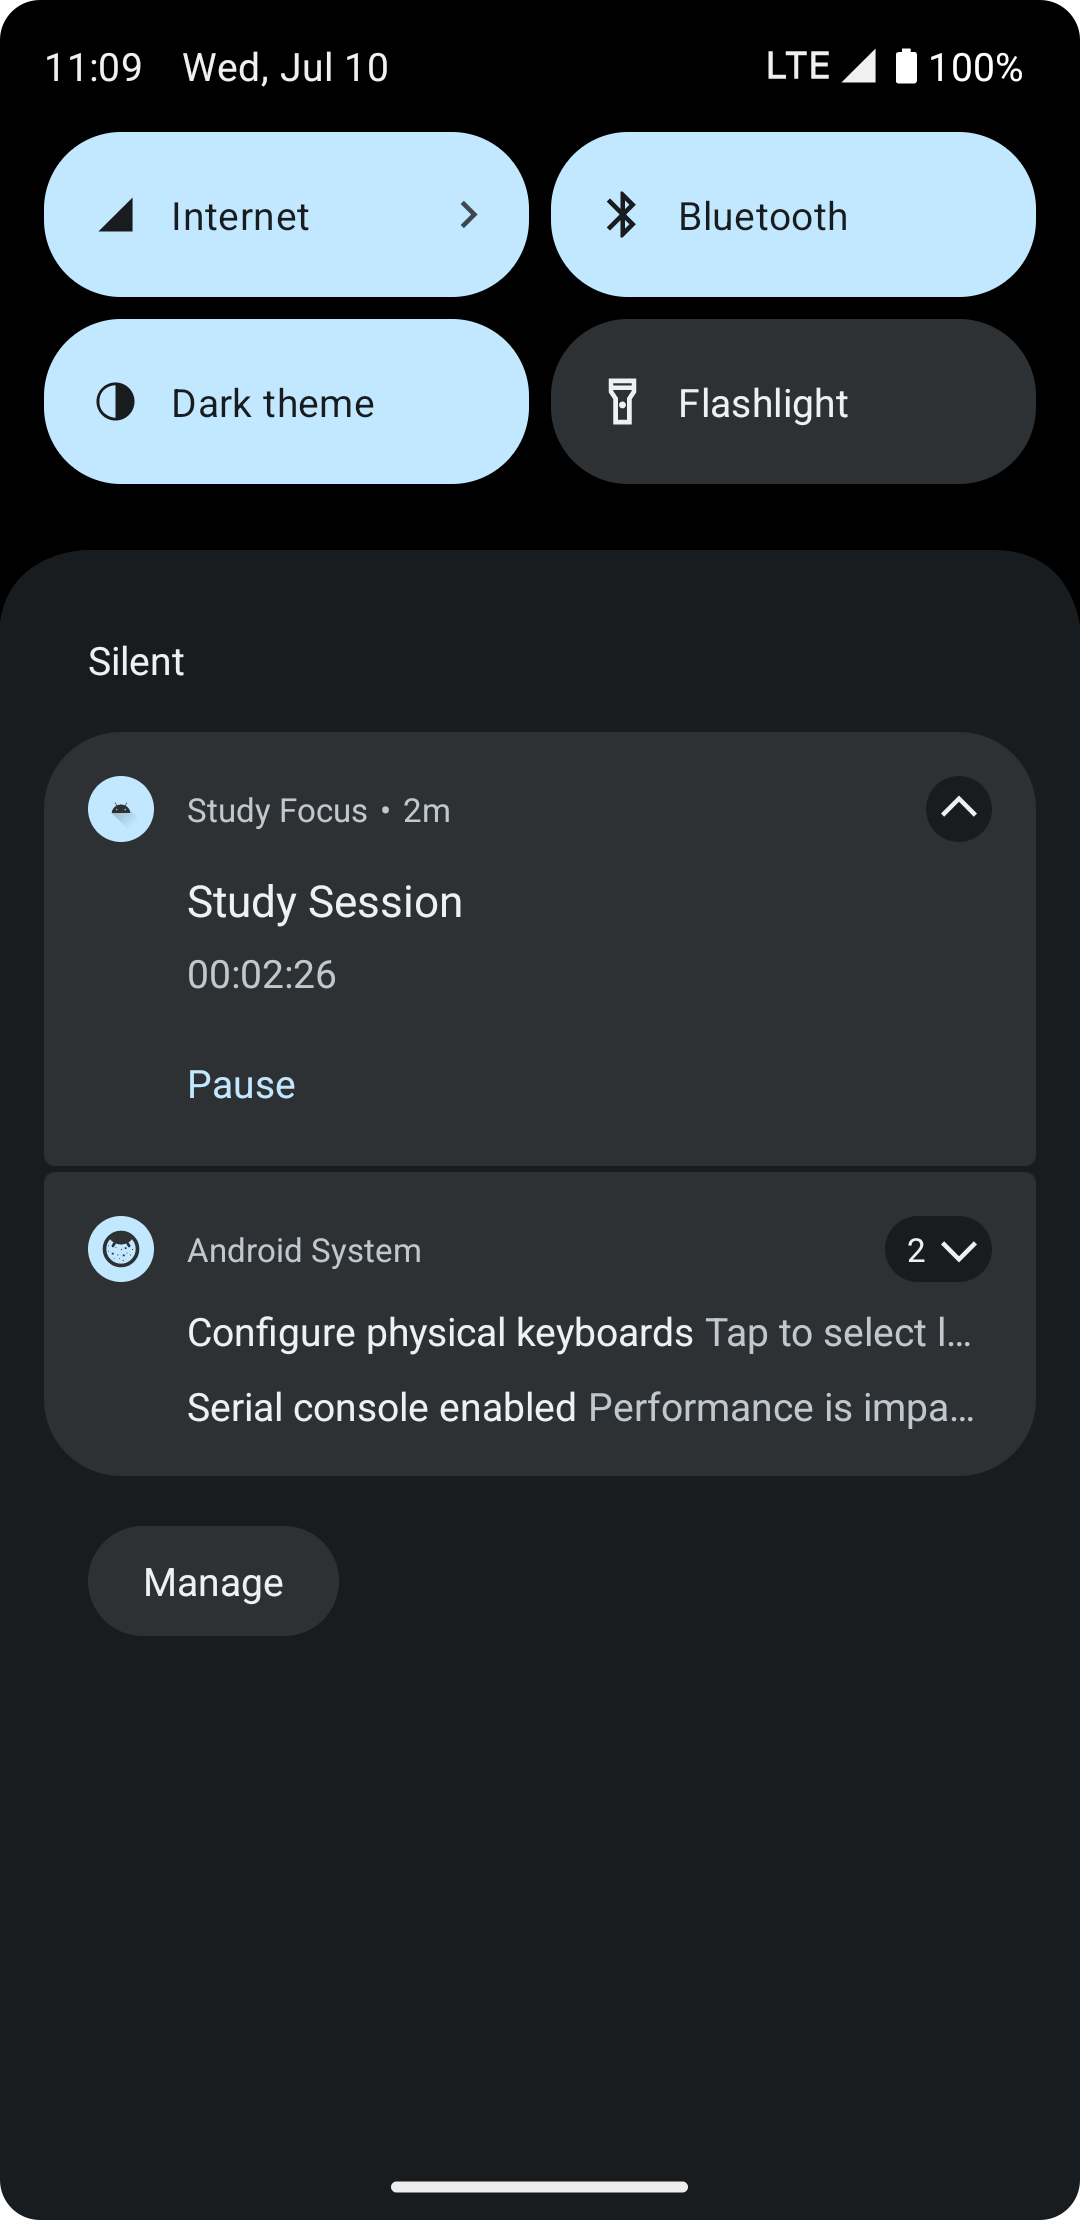 11:09 Wed, Jul 10 LTE 100%
Internet Bluetooth
Dark theme Flashlight
Silent
Study Focus • 2m
Study Session
00:02:26
Pause
Android System 2
Configure physical keyboards Tap to select l…
Serial console enabled Performance is impa…
Manage